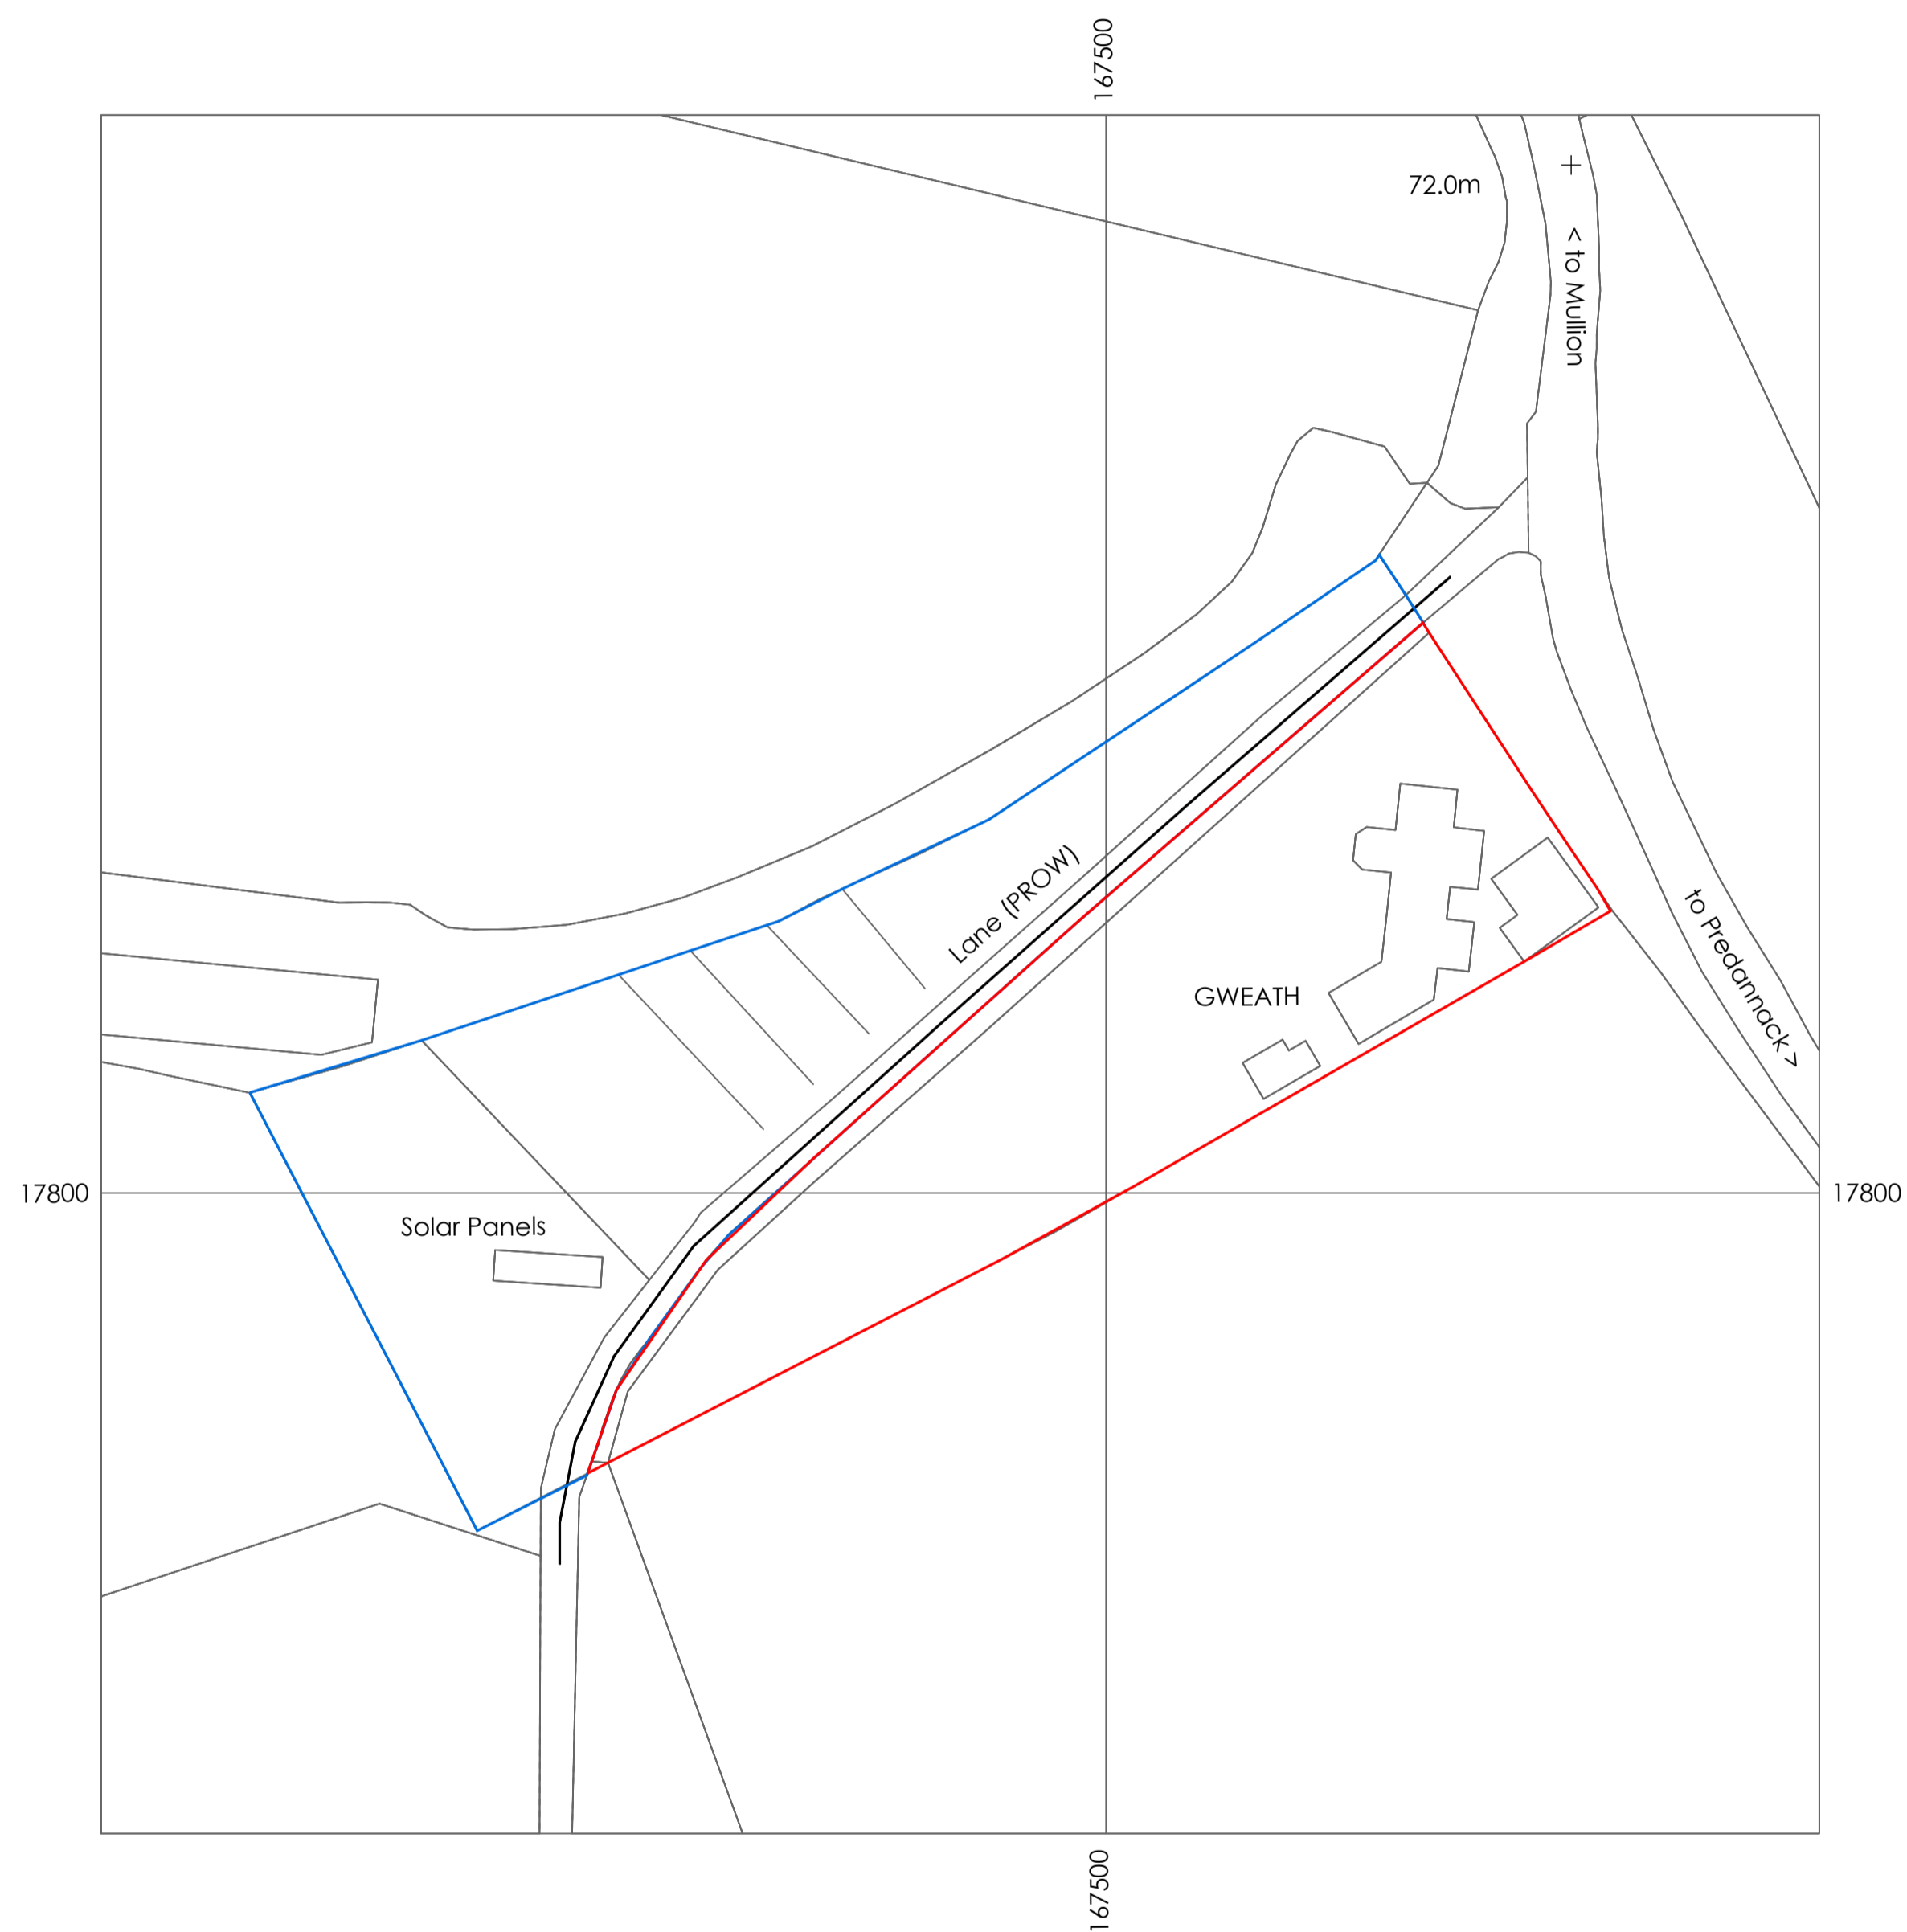 167500
72.0m
+
< to Mullion
Lane (PROW)
to Predannack >
GWEATH
17800
17800
Solar Panels
167500